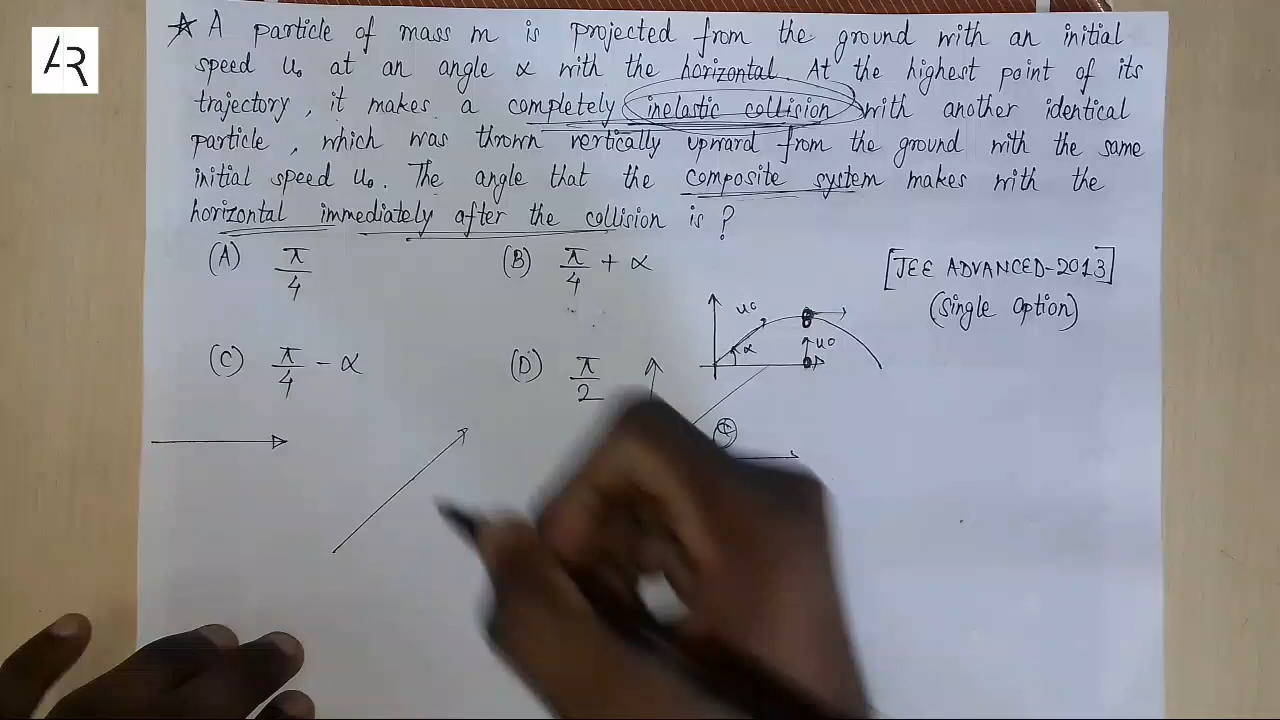 AR
☆ A particle of mass m is projected from the ground with an initial
speed u₀ at an angle α with the horizontal. At the highest point of its
trajectory, it makes a completely inelastic collision with another identical
particle, which was thrown vertically upward from the ground with the same
initial speed u₀. The angle that the composite system makes with the
horizontal immediately after the collision is ?
(A) π/4 (B) π/4 + α
[JEE ADVANCED-2013]
(Single Option)
(C) π/4 - α (D) π/2
u₀
α
u₀